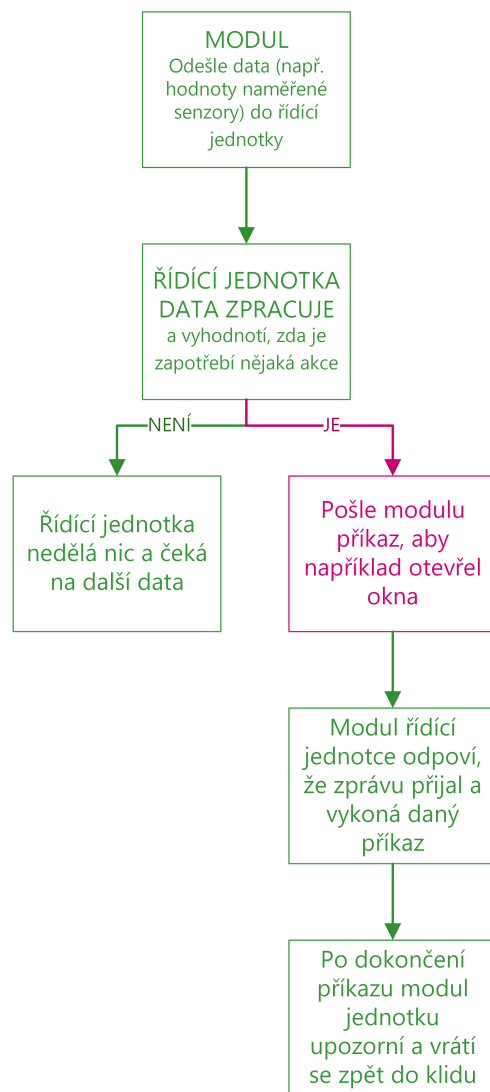 MODUL
Odešle data (např.
hodnoty naměřené
senzory) do řídící
jednotky
ŘÍDÍCÍ JEDNOTKA
DATA ZPRACUJE
a vyhodnotí, zda je
zapotřebí nějaká akce
NENÍ
JE
Řídící jednotka
nedělá nic a čeká
na další data
Pošle modulu
příkaz, aby
například otevřel
okna
Modul řídící
jednotce odpoví,
že zprávu přijal a
vykoná daný
příkaz
Po dokončení
příkazu modul
jednotku
upozorní a vrátí
se zpět do klidu